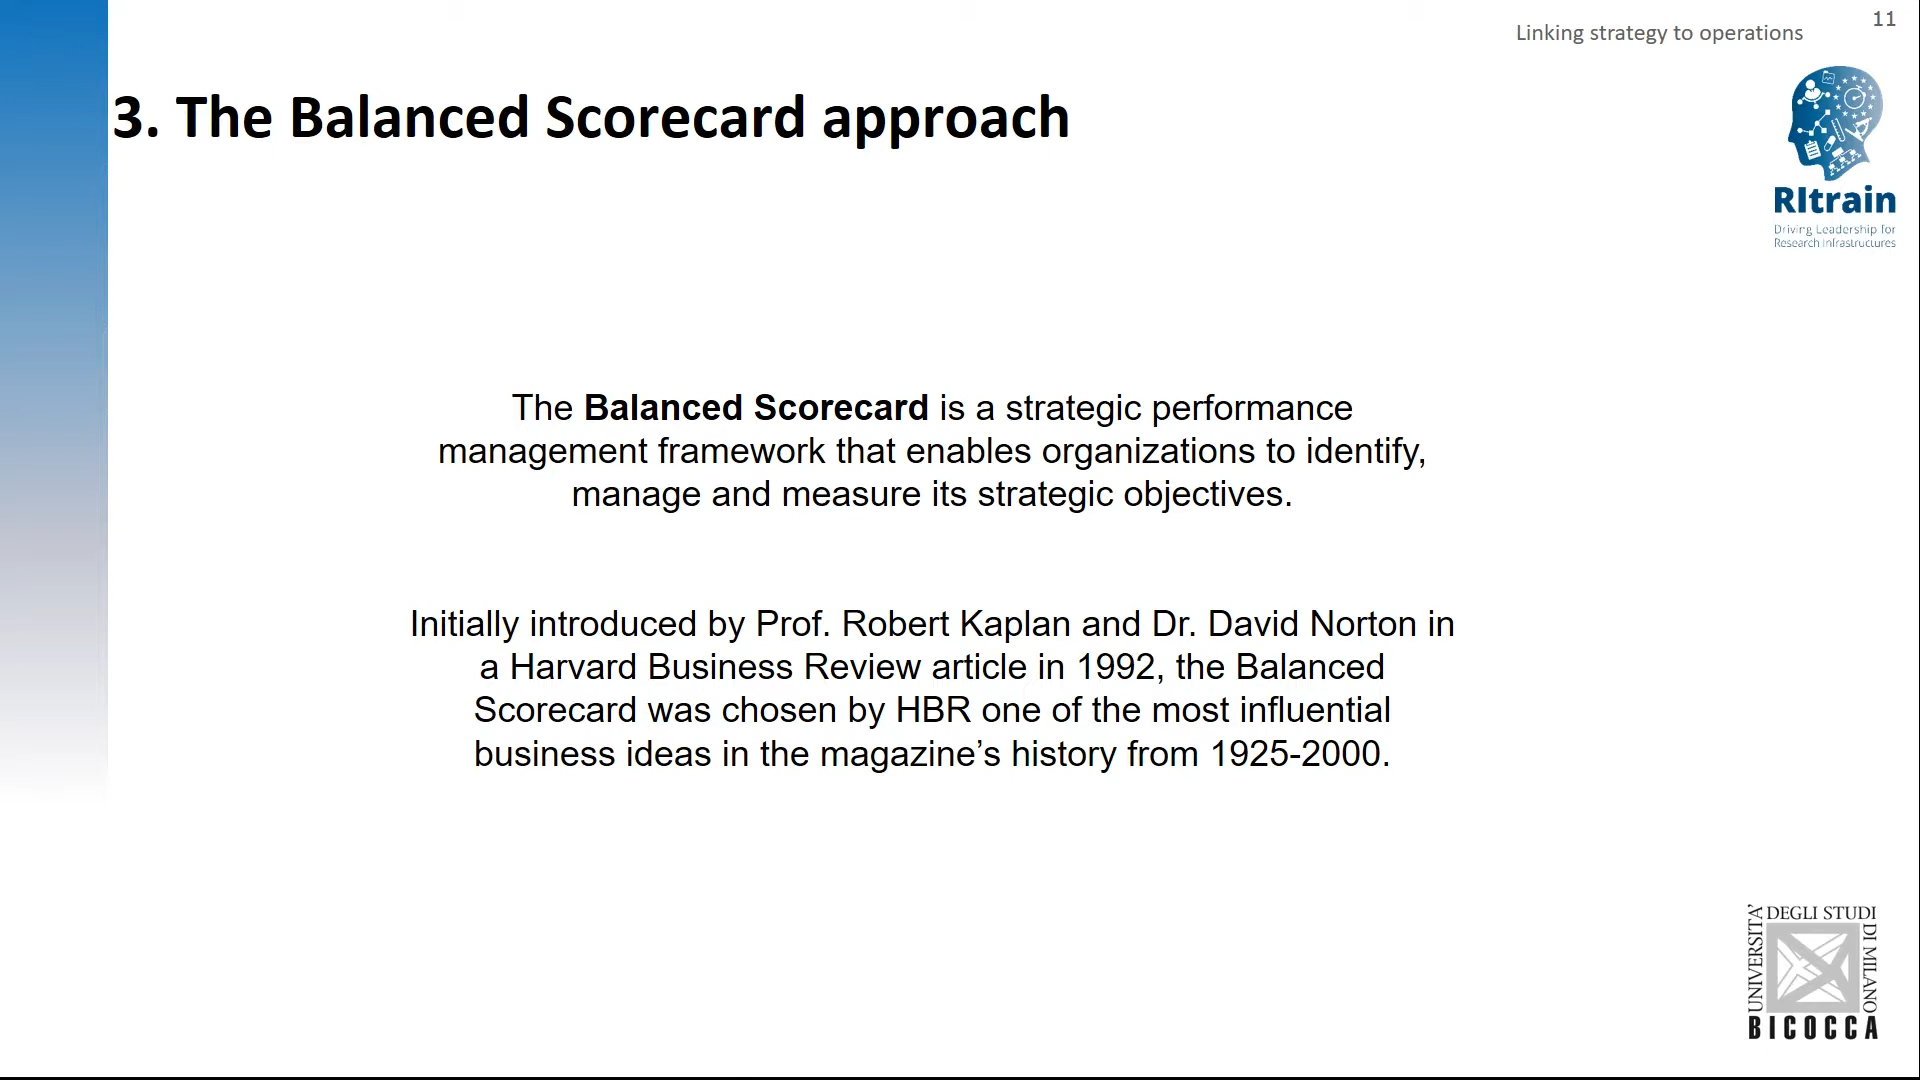 11
Linking strategy to operations
3. The Balanced Scorecard approach
RItrain
Driving Leadership for
Research Infrastructures
The Balanced Scorecard is a strategic performance
management framework that enables organizations to identify,
manage and measure its strategic objectives.
Initially introduced by Prof. Robert Kaplan and Dr. David Norton in
a Harvard Business Review article in 1992, the Balanced
Scorecard was chosen by HBR one of the most influential
business ideas in the magazine’s history from 1925-2000.
UNIVERSITA’
DEGLI STUDI
DI MILANO
BICOCCA